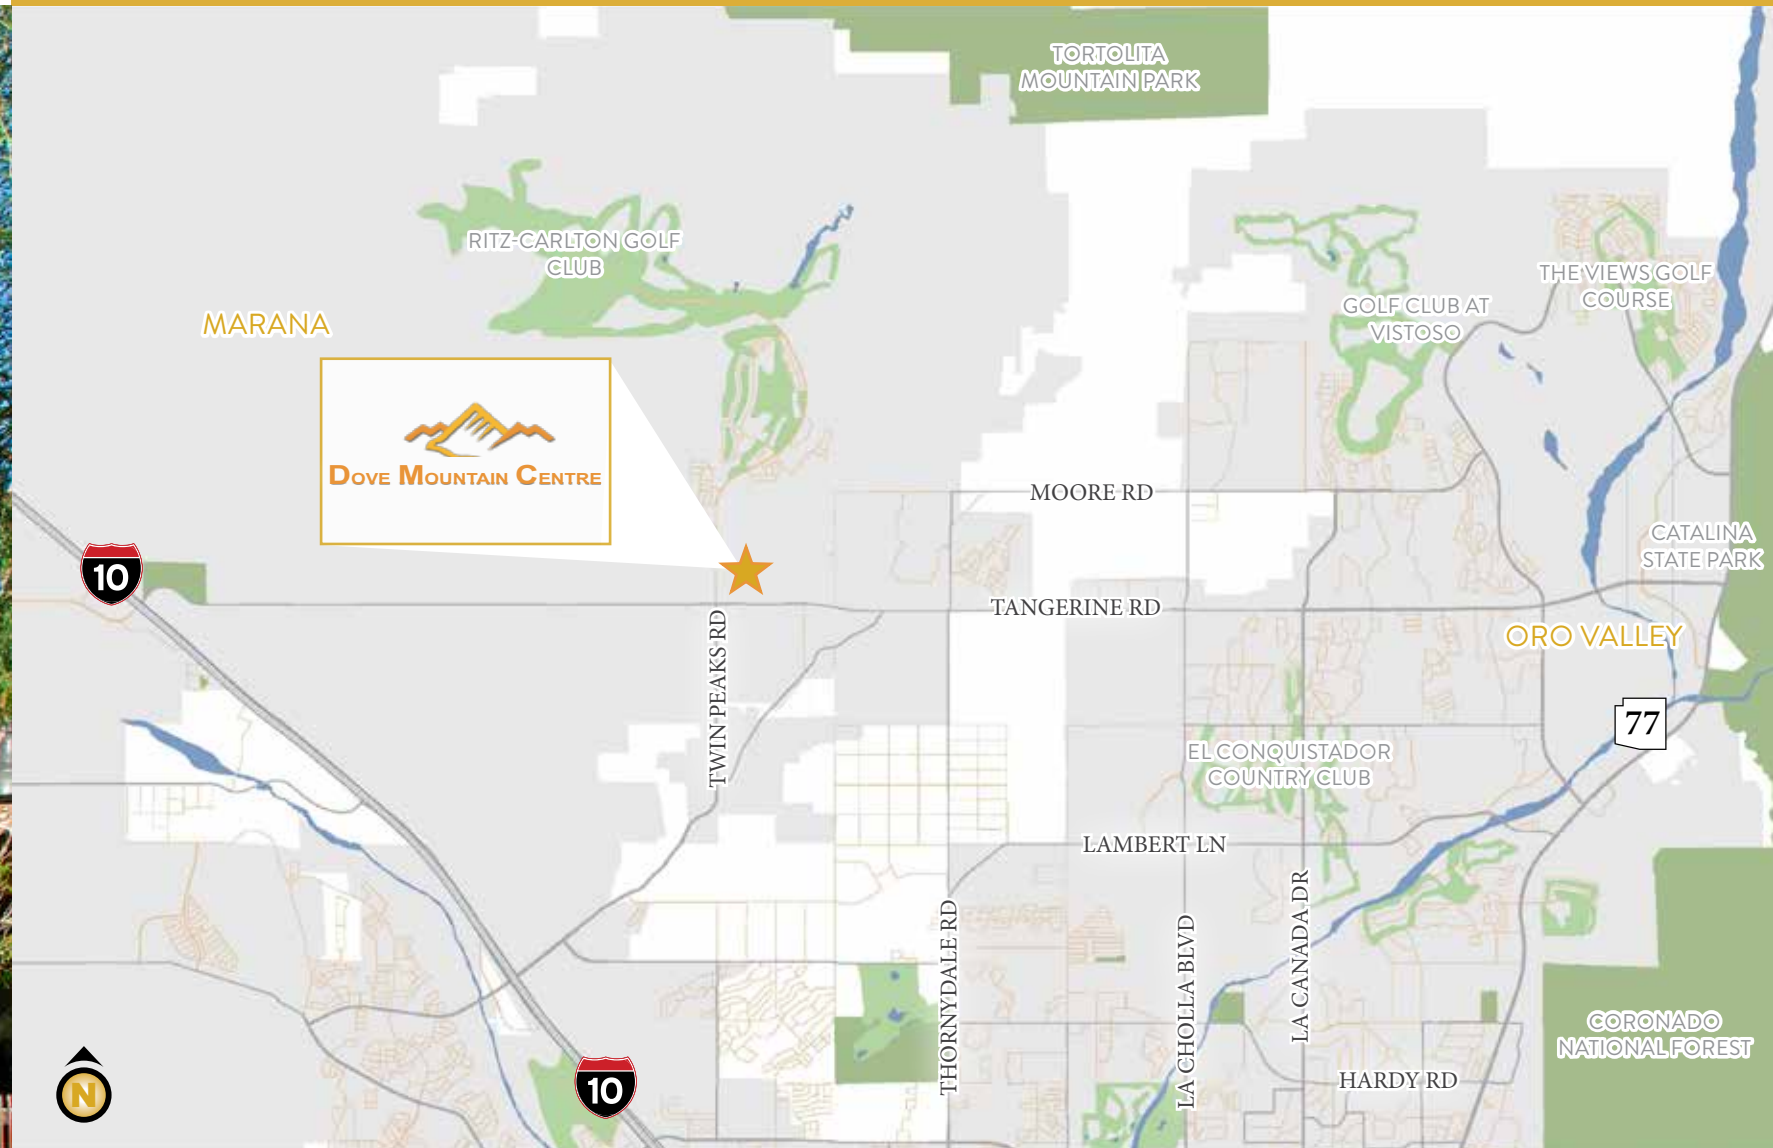 TORTOLITA
MOUNTAIN PARK
RITZ-CARLTON GOLF
CLUB
THE VIEWS GOLF
COURSE
GOLF CLUB AT
VISTOSO
MARANA
DOVE MOUNTAIN CENTRE
MOORE RD
CATALINA
STATE PARK
10
TANGERINE RD
ORO VALLEY
TWIN PEAKS RD
77
EL CONQUISTADOR
COUNTRY CLUB
LAMBERT LN
THORNYDALE RD
LA CHOLLA BLVD
LA CANADA DR
CORONADO
NATIONAL FOREST
HARDY RD
10
N